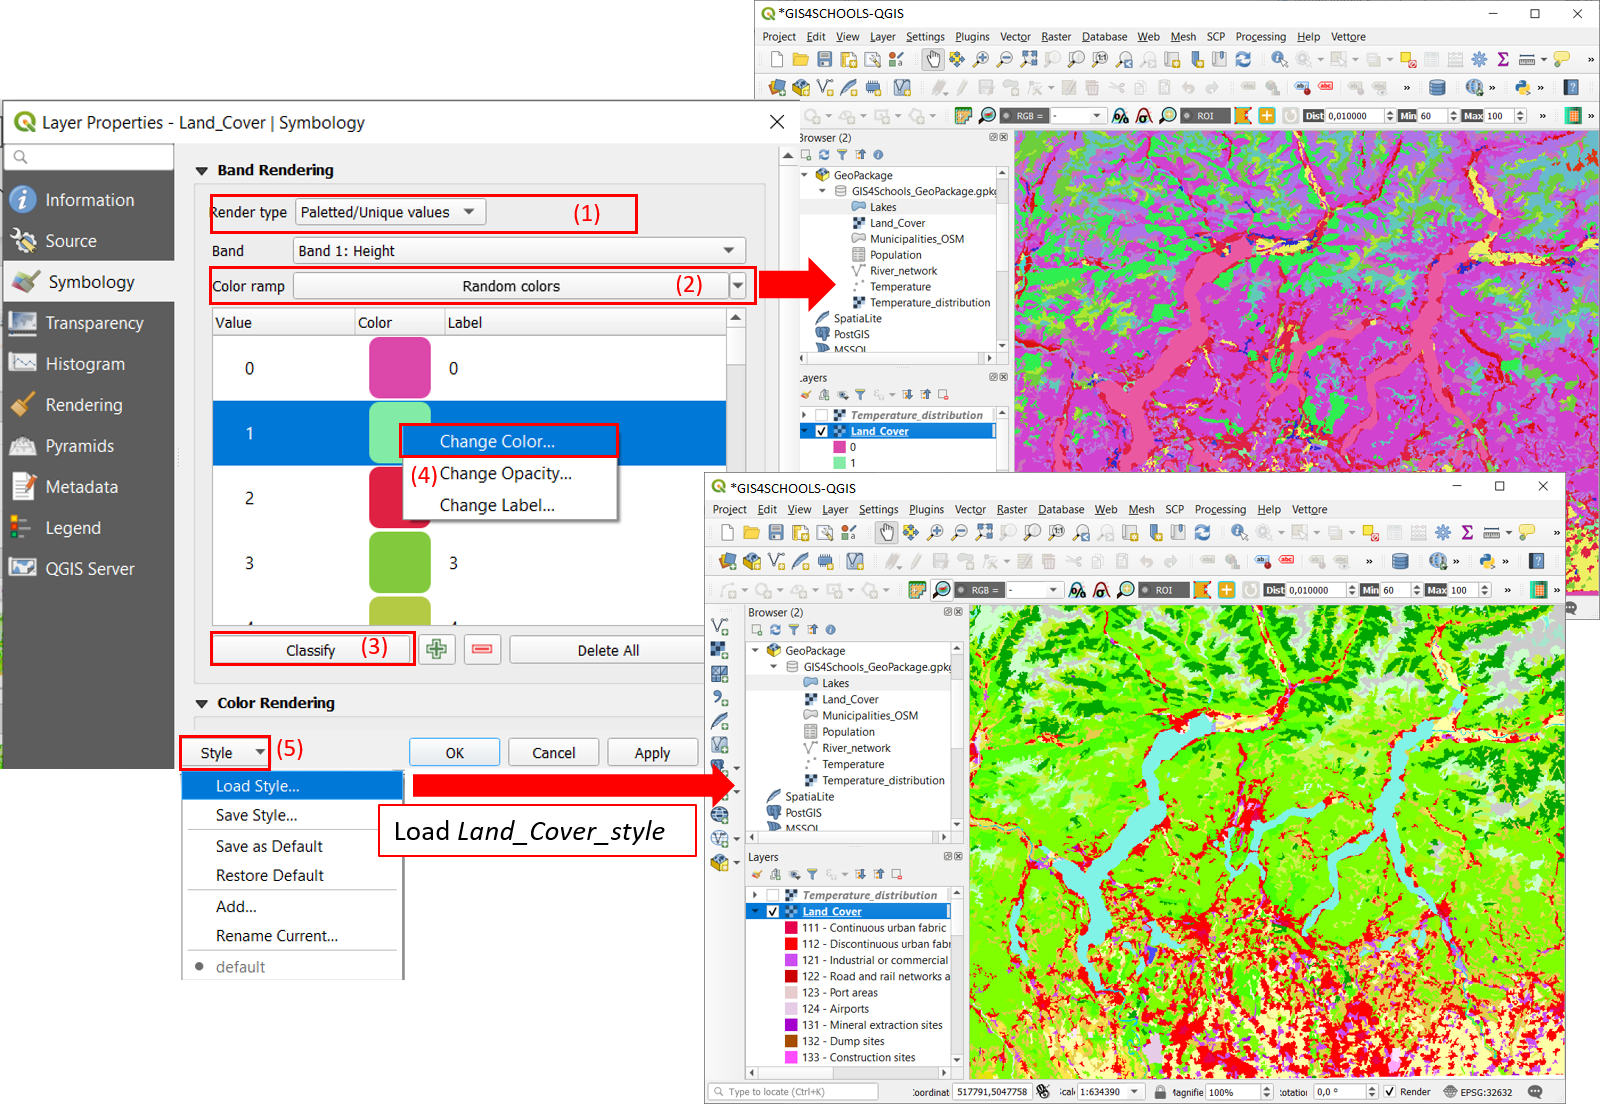 *GIS4SCHOOLS-QGIS
Project Edit View Layer Settings Plugins Vector Raster Database Web Mesh SCP Processing Help Vettore
RGB = - ROI Dist 0,010000 Min 60 Max 100
Browser (2)
GeoPackage
GIS4Schools_GeoPackage.gpkg
Lakes
Land_Cover
Municipalities_OSM
Population
River_network
Temperature
Temperature_distribution
SpatiaLite
PostGIS
MSSQL
Layers
Temperature_distribution
Land_Cover
0
1
Layer Properties - Land_Cover | Symbology
Information
Source
Symbology
Transparency
Histogram
Rendering
Pyramids
Metadata
Legend
QGIS Server
Band Rendering
Render type Paletted/Unique values (1)
Band Band 1: Height
Color ramp Random colors (2)
Value Color Label
0 0
1
Change Color...
(4) Change Opacity...
Change Label...
2
3 3
4 4
Classify (3) Delete All
Color Rendering
Style (5) OK Cancel Apply
Load Style...
Save Style...
Save as Default
Restore Default
Add...
Rename Current...
default
Load Land_Cover_style
*GIS4SCHOOLS-QGIS
Project Edit View Layer Settings Plugins Vector Raster Database Web Mesh SCP Processing Help Vettore
RGB = - ROI Dist 0,010000 Min 60 Max 100
Browser (2)
GeoPackage
GIS4Schools_GeoPackage.gpkg
Lakes
Land_Cover
Municipalities_OSM
Population
River_network
Temperature
Temperature_distribution
SpatiaLite
PostGIS
MSSQL
Layers
Temperature_distribution
Land_Cover
111 - Continuous urban fabric
112 - Discontinuous urban fabr
121 - Industrial or commercial
122 - Road and rail networks a
123 - Port areas
124 - Airports
131 - Mineral extraction sites
132 - Dump sites
133 - Construction sites
Type to locate (Ctrl+K) Coordinat 517791,5047758 Scale 1:634390 Magnifie 100% Rotation 0,0 ° Render EPSG:32632